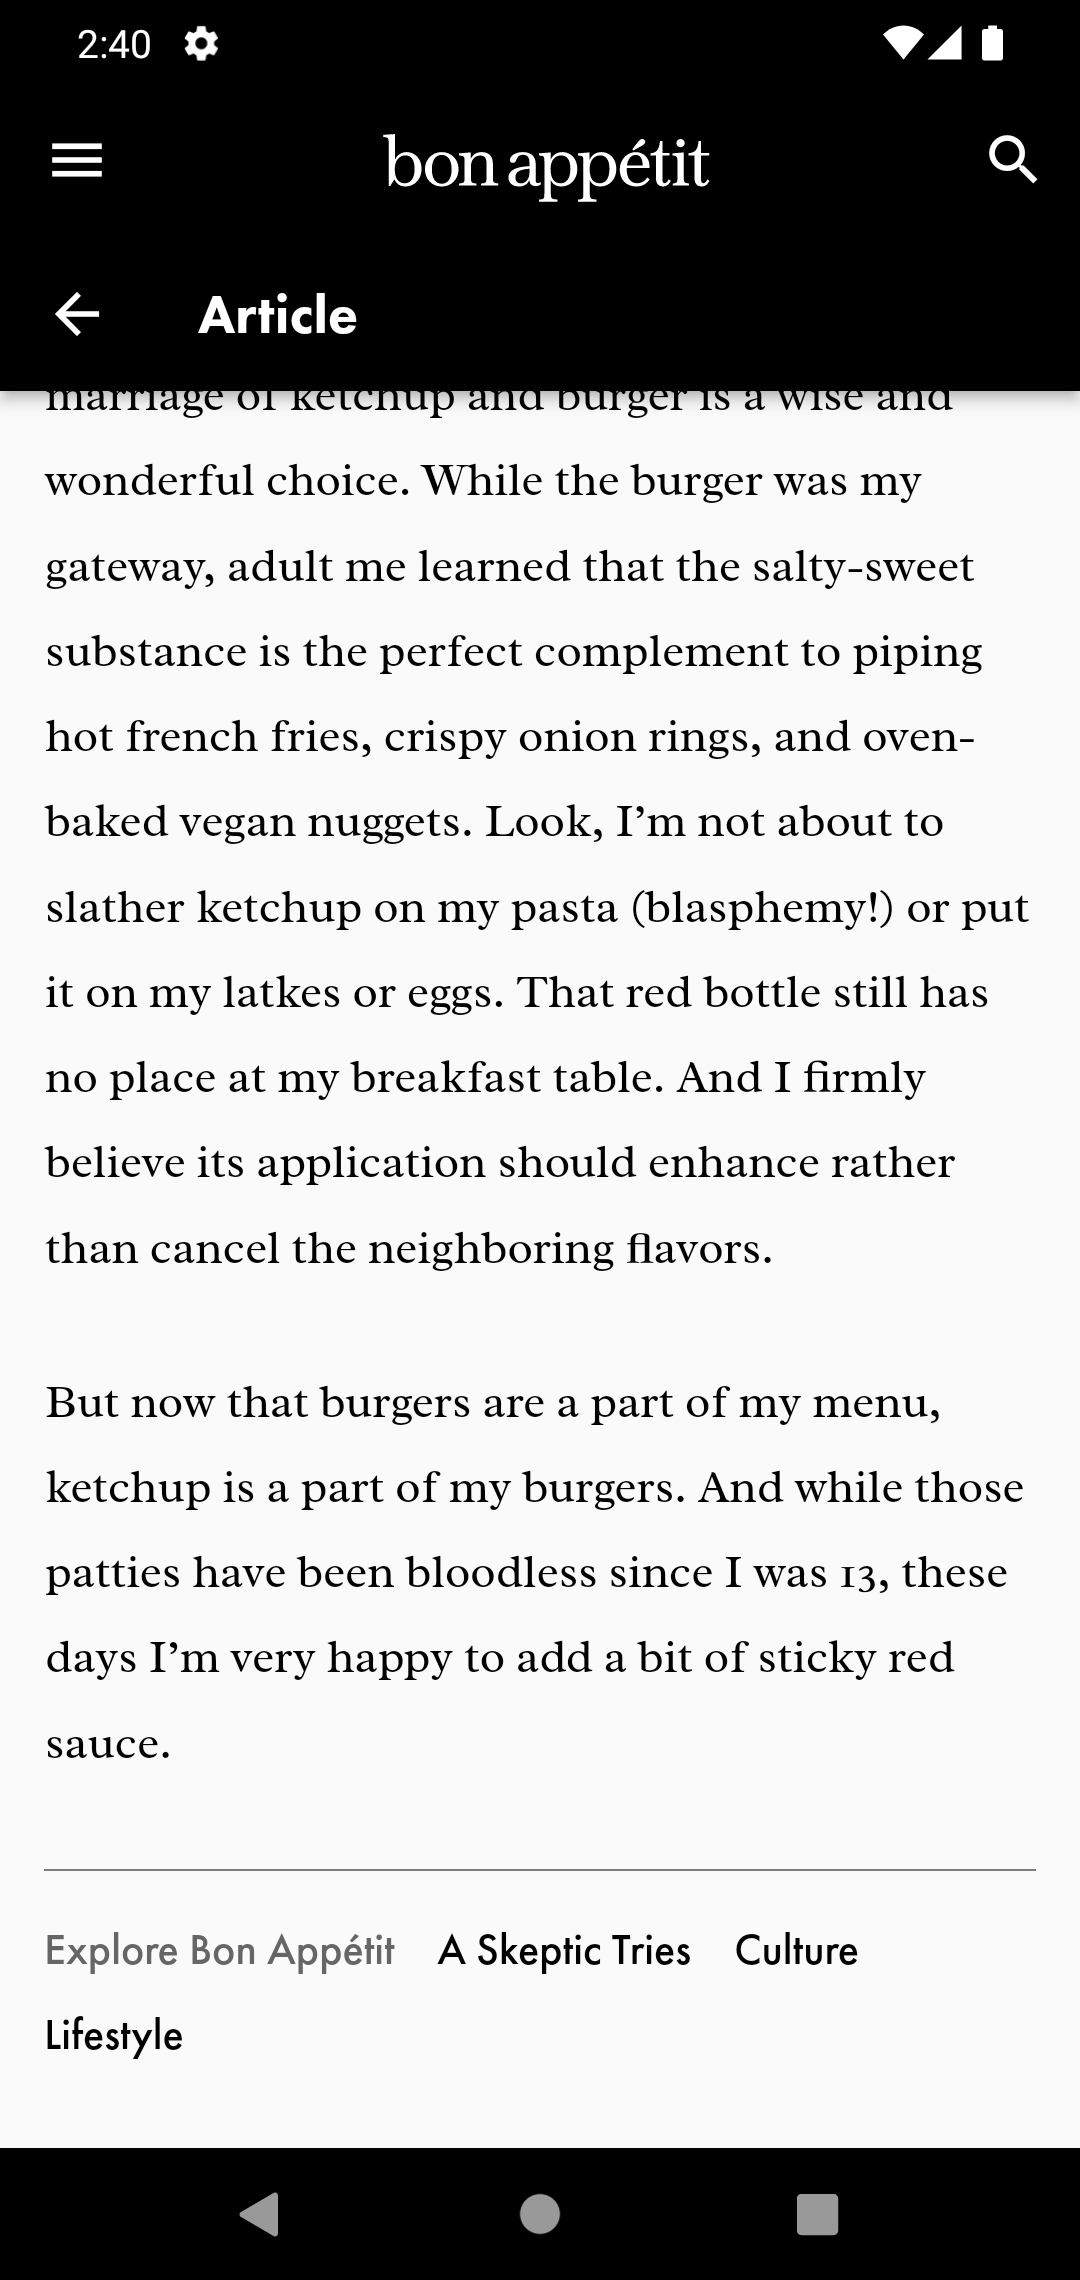 2:40
bon appétit
Article
marriage of ketchup and burger is a wise and
wonderful choice. While the burger was my
gateway, adult me learned that the salty-sweet
substance is the perfect complement to piping
hot french fries, crispy onion rings, and oven-
baked vegan nuggets. Look, I’m not about to
slather ketchup on my pasta (blasphemy!) or put
it on my latkes or eggs. That red bottle still has
no place at my breakfast table. And I firmly
believe its application should enhance rather
than cancel the neighboring flavors.
But now that burgers are a part of my menu,
ketchup is a part of my burgers. And while those
patties have been bloodless since I was 13, these
days I’m very happy to add a bit of sticky red
sauce.
Explore Bon Appétit A Skeptic Tries Culture
Lifestyle